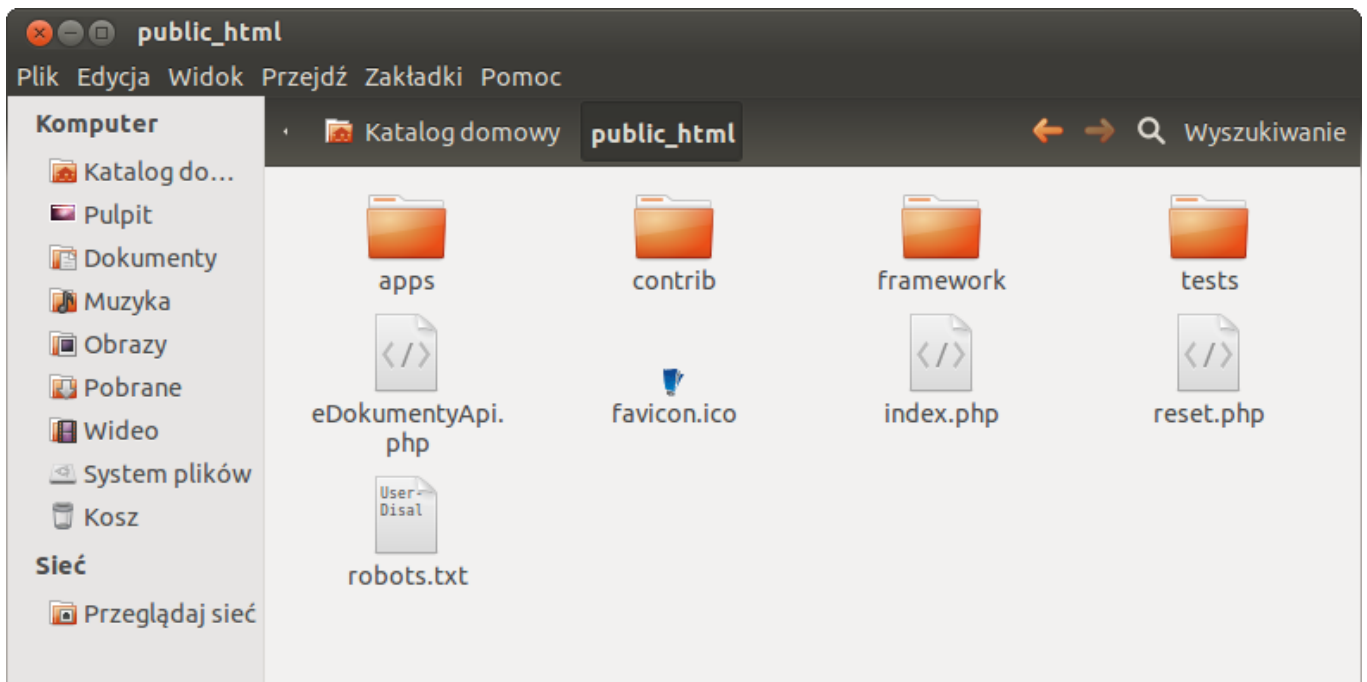 public_html
Plik Edycja Widok Przejdź Zakładki Pomoc
Komputer
Katalog do...
Pulpit
Dokumenty
Muzyka
Obrazy
Pobrane
Wideo
System plików
Kosz
Sieć
Przeglądaj sieć
Katalog domowy public_html Wyszukiwanie
apps contrib framework tests
eDokumentyApi.
php
favicon.ico index.php reset.php
User-
Disal
robots.txt